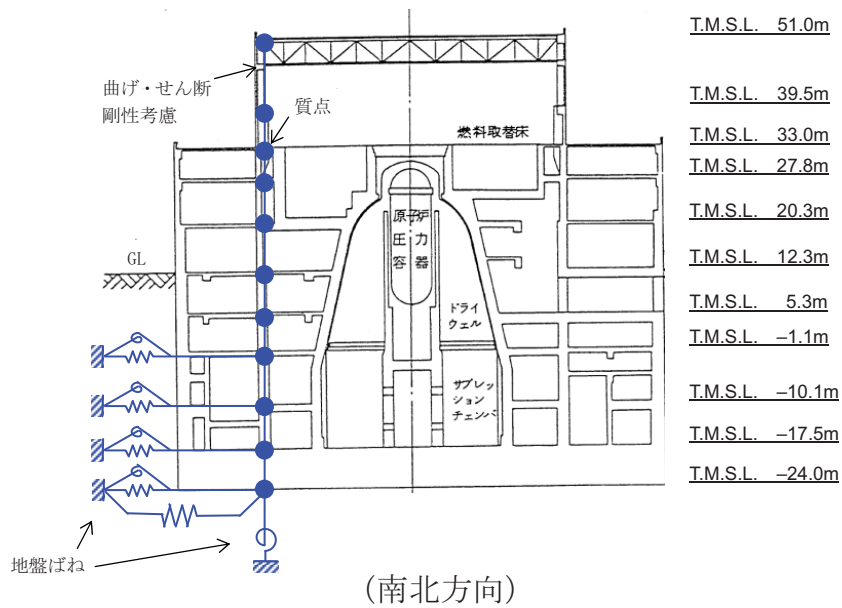 T.M.S.L. 51.0m
曲げ・せん断
剛性考慮
質点
T.M.S.L. 39.5m
燃料取替床
T.M.S.L. 33.0m
T.M.S.L. 27.8m
T.M.S.L. 20.3m
原子炉
圧力
容器
GL
T.M.S.L. 12.3m
ドライ
ウェル
T.M.S.L. 5.3m
T.M.S.L. –1.1m
サプレッ
ション
チェンバ
T.M.S.L. –10.1m
T.M.S.L. –17.5m
T.M.S.L. –24.0m
地盤ばね
(南北方向)